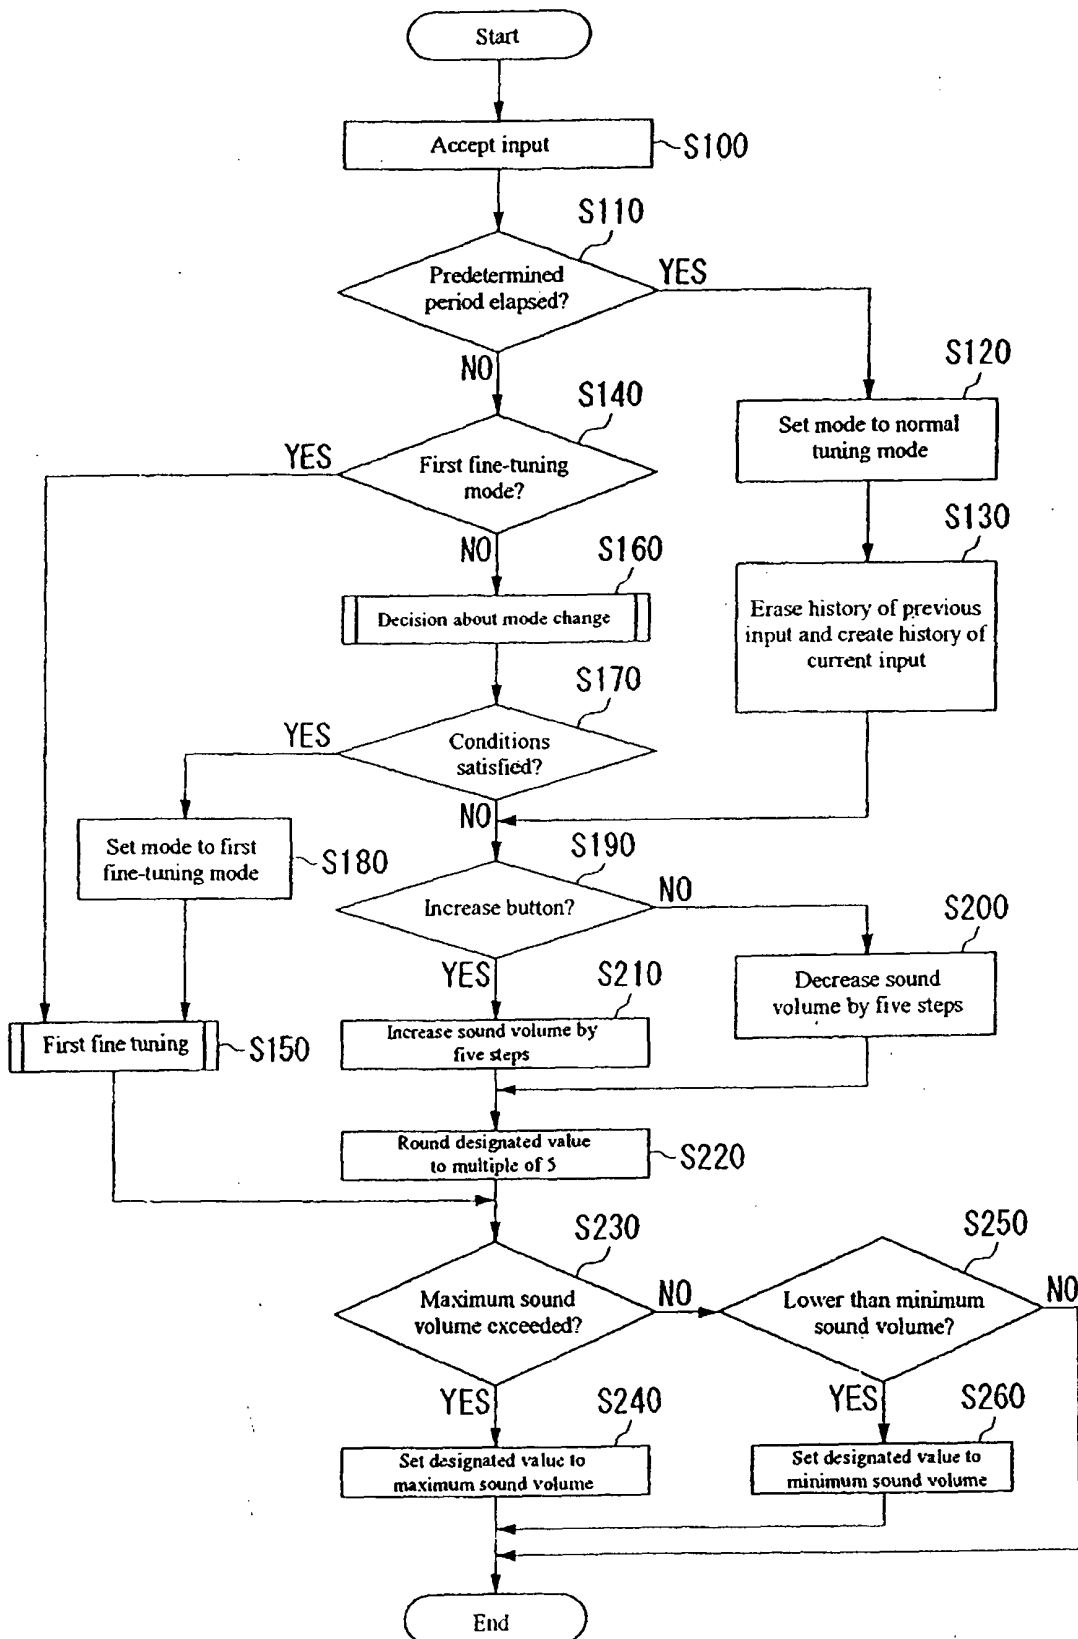 Start
Accept input
S100
S110
Predetermined
period elapsed?
YES
NO
S120
Set mode to normal
tuning mode
S140
YES
First fine-tuning
mode?
NO
S130
Erase history of previous
input and create history of
current input
S160
Decision about mode change
S170
YES
Conditions
satisfied?
NO
Set mode to first
fine-tuning mode
S180
S190
Increase button?
NO
YES
S200
Decrease sound
volume by five steps
S210
Increase sound volume by
five steps
First fine tuning
S150
Round designated value
to multiple of 5
S220
S230
Maximum sound
volume exceeded?
NO
YES
S250
Lower than minimum
sound volume?
NO
YES
S240
Set designated value to
maximum sound volume
S260
Set designated value to
minimum sound volume
End